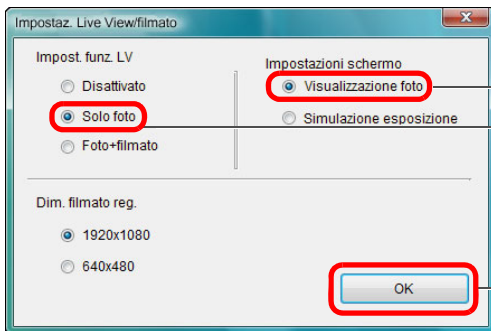 Impostaz. Live View/filmato
Impost. funz. LV
Disattivato
Solo foto
Foto+filmato
Impostazioni schermo
Visualizzazione foto
Simulazione esposizione
Dim. filmato reg.
1920x1080
640x480
OK